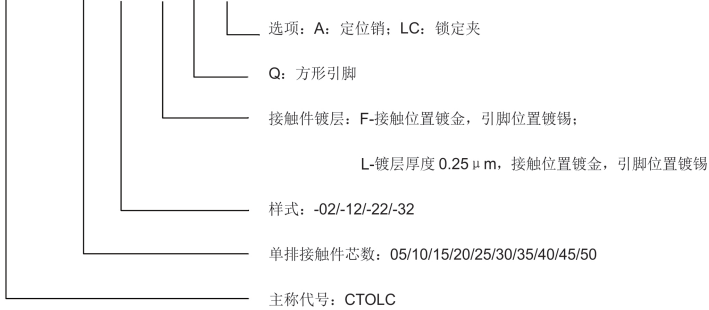 选项：A：定位销；LC：锁定夹
Q：方形引脚
接触件镀层：F-接触位置镀金，引脚位置镀锡；
L-镀层厚度 0.25μm，接触位置镀金，引脚位置镀锡
样式：-02/-12/-22/-32
单排接触件芯数：05/10/15/20/25/30/35/40/45/50
主称代号：CTOLC